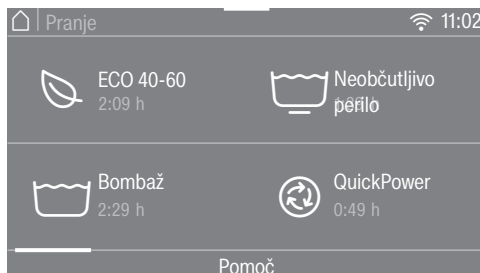 Pranje 11:02
ECO 40-60
2:09 h
Neobčutljivo
perilo
Bombaž
2:29 h
QuickPower
0:49 h
Pomoč